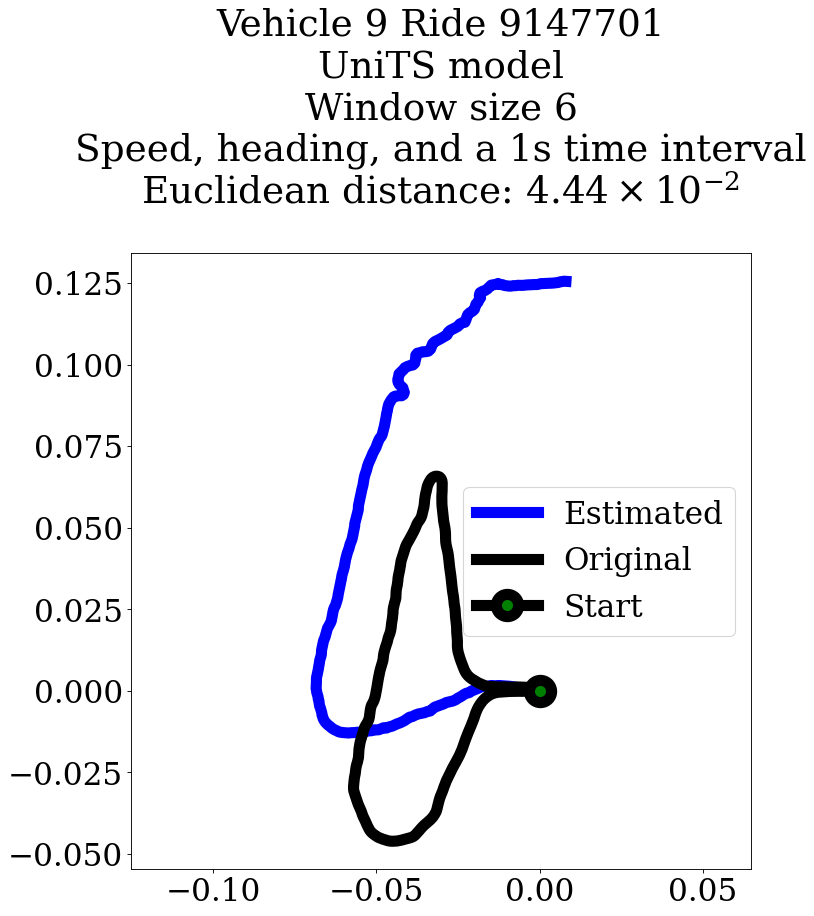 Vehicle 9 Ride 9147701
UniTS model
Window size 6
Speed, heading, and a 1s time interval
Euclidean distance: 4.44 × 10⁻²
0.125
0.100
0.075
0.050
0.025
0.000
−0.025
−0.050
Estimated
Original
Start
−0.10
−0.05
0.00
0.05